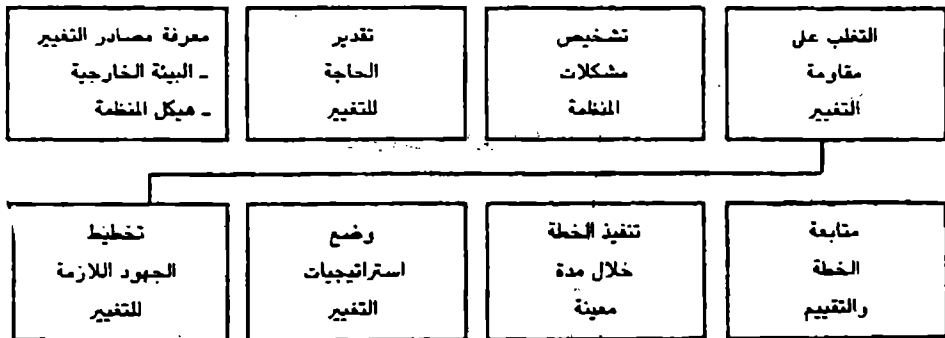 معرفة مصادر التغيير
ـ البيئة الخارجية
ـ هيكل المنظمة
تقدير
الحاجة
للتغيير
تشخيص
مشكلات
المنظمة
التغلب على
مقاومة
التغيير
تخطيط
الجهود اللازمة
للتغيير
وضع
استراتيجيات
التغيير
تنفيذ الخطة
خلال مدة
معينة
متابعة
الخطة
والتقييم